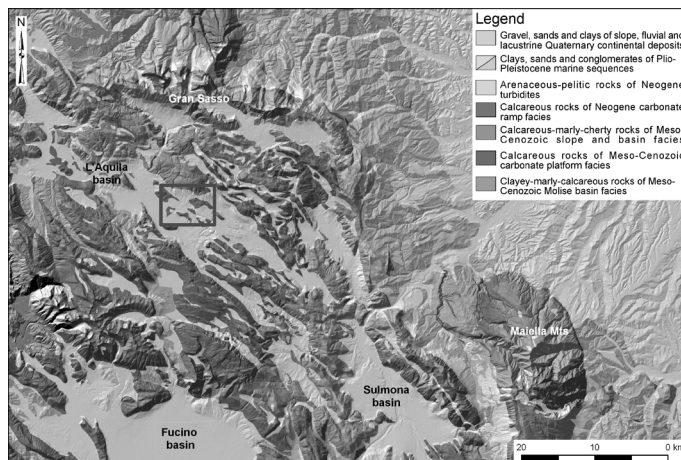 N
Legend
Gravel, sands and clays of slope, fluvial and
lacustrine Quaternary continental deposits
Clays, sands and conglomerates of Plio-
Pleistocene marine sequences
Arenaceous-pelitic rocks of Neogene
turbidites
Calcareous rocks of Neogene carbonate
ramp facies
Calcareous-marly-cherty rocks of Meso-
Cenozoic slope and basin facies
Calcareous rocks of Meso-Cenozoic
carbonate platform facies
Clayey-marly-calcareous rocks of Meso-
Cenozoic Molise basin facies
Gran Sasso
L'Aquila
basin
Maiella Mts
Sulmona
basin
Fucino
basin
20 10 0 km